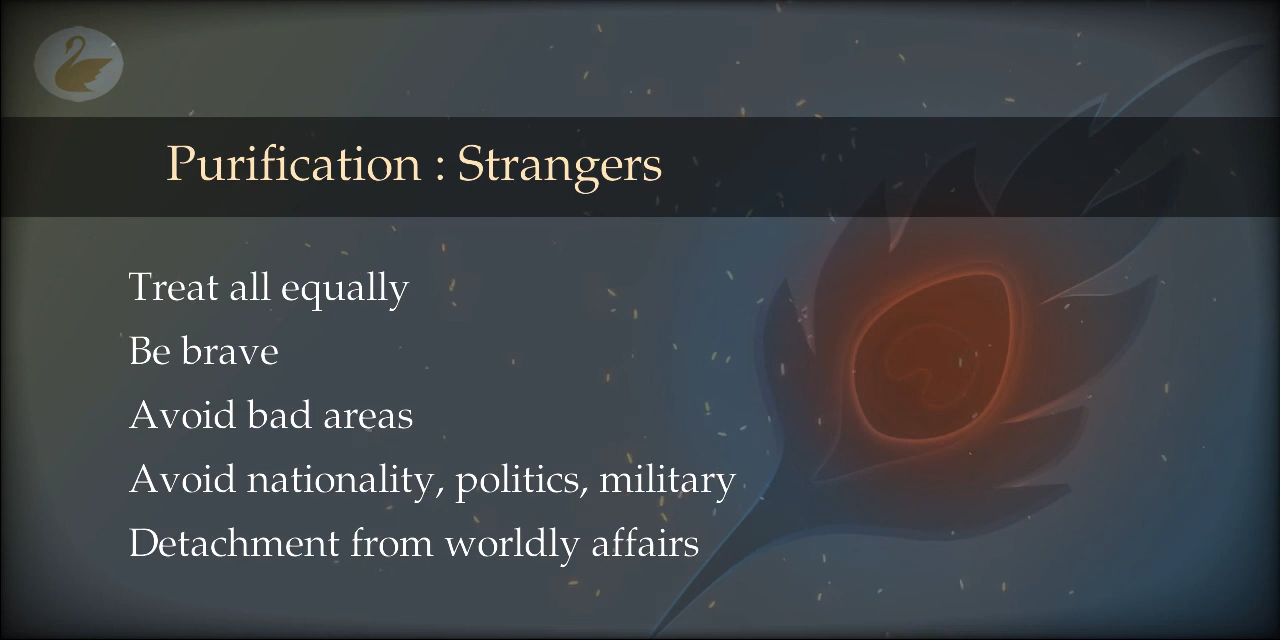 Purification : Strangers
Treat all equally
Be brave
Avoid bad areas
Avoid nationality, politics, military
Detachment from worldly affairs